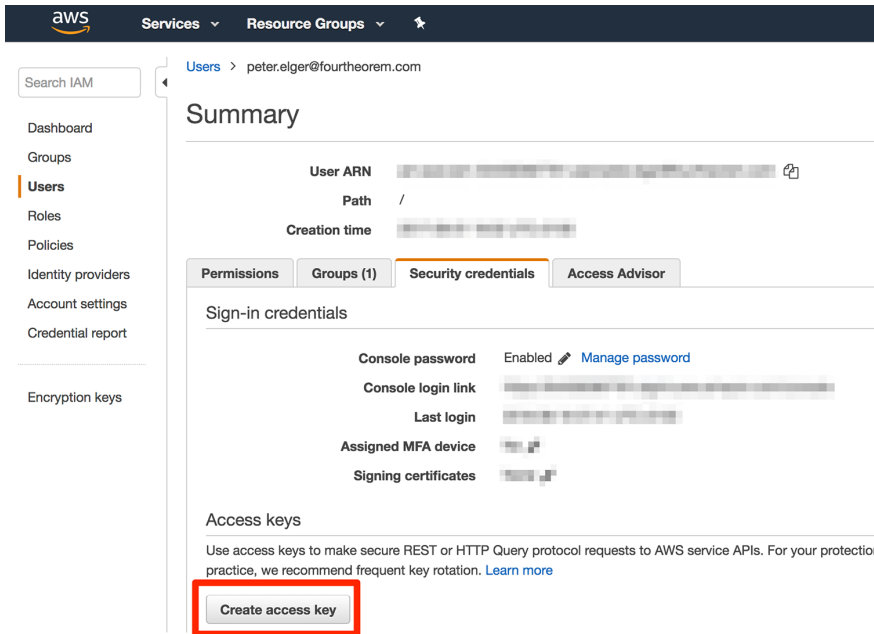 aws Services Resource Groups
Search IAM
Dashboard
Groups
Users
Roles
Policies
Identity providers
Account settings
Credential report
Encryption keys
Users > peter.elger@fourtheorem.com
Summary
User ARN
Path /
Creation time
Permissions Groups (1) Security credentials Access Advisor
Sign-in credentials
Console password Enabled Manage password
Console login link
Last login
Assigned MFA device
Signing certificates
Access keys
Use access keys to make secure REST or HTTP Query protocol requests to AWS service APIs. For your protection
practice, we recommend frequent key rotation. Learn more
Create access key